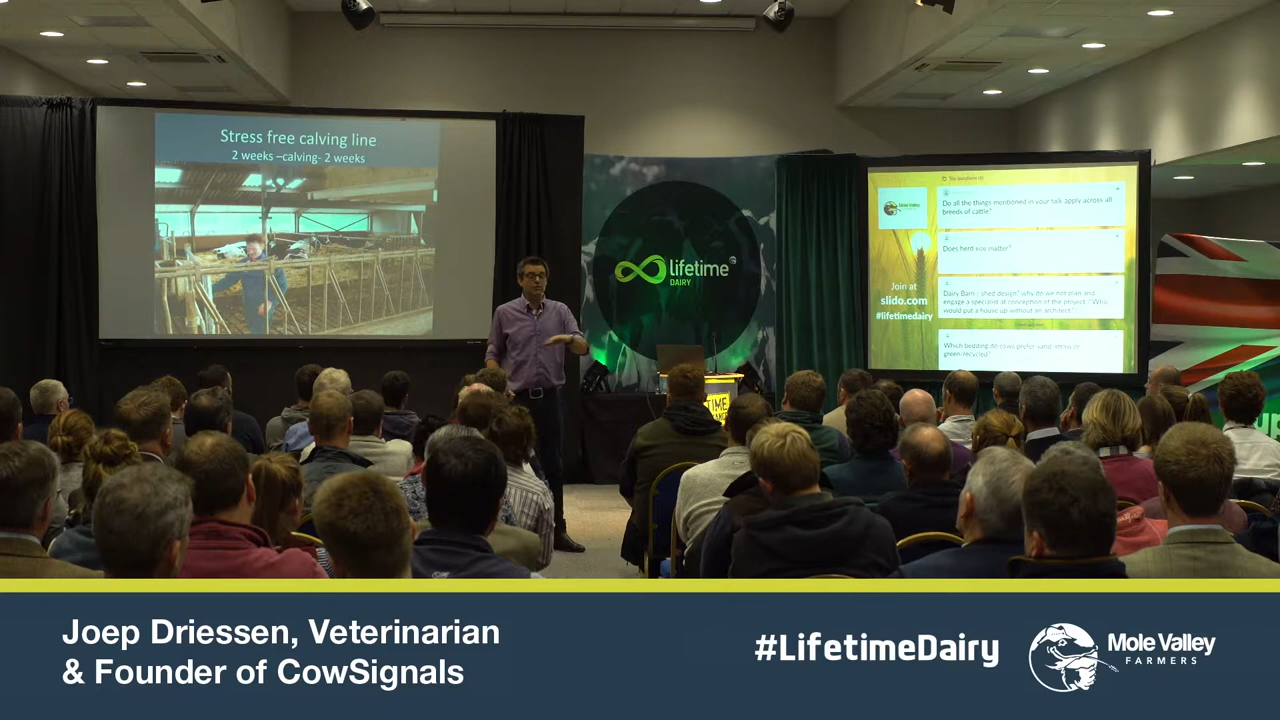 Stress free calving line
2 weeks –calving- 2 weeks
lifetime
DAIRY
Top questions (6)
Do all the things mentioned in your talk apply across all
breeds of cattle?
Does herd size matter?
Dairy Barn / shed design? why do we not plan and
engage a specialist at conception of the project.? Who
would put a house up without an architect?
Which bedding do cows prefer sand, straw or
green/recycled?
Join at
slido.com
#lifetimedairy
Joep Driessen, Veterinarian
& Founder of CowSignals
#LifetimeDairy
Mole Valley
FARMERS